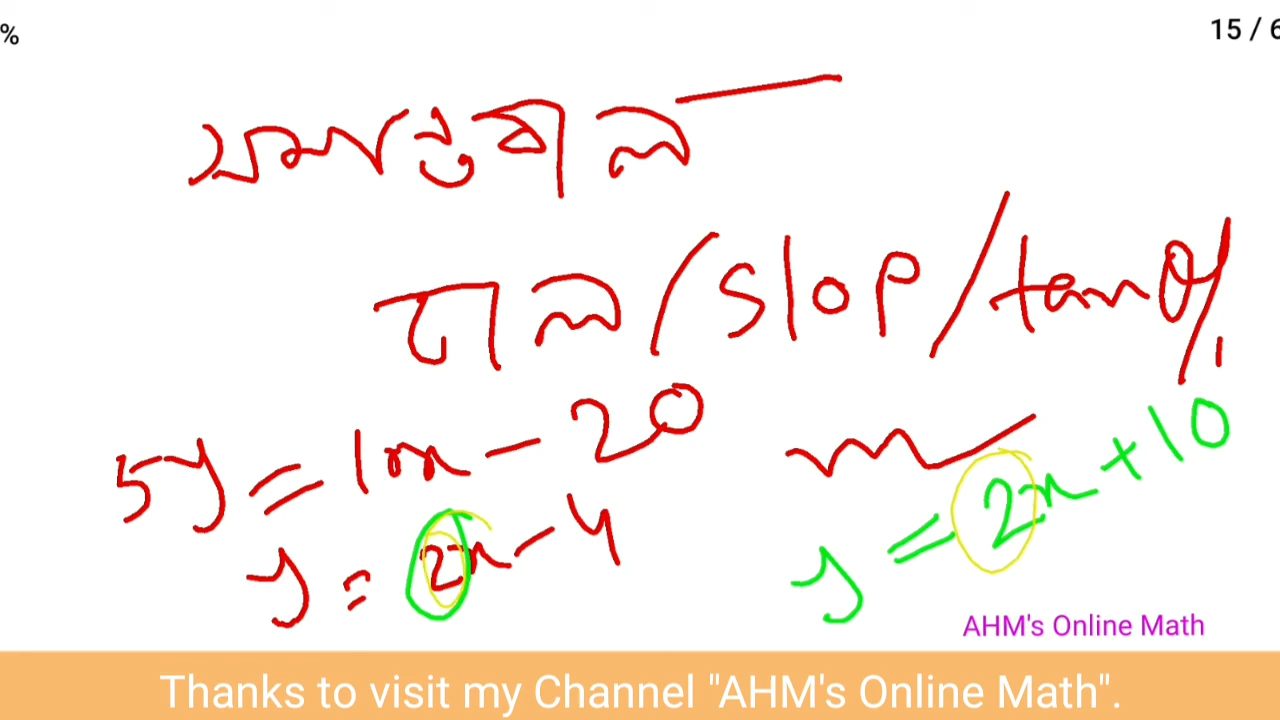 %
15 / 6
সমান্তরাল
ঢাল/slop/tanθ/
m
5y = 10x - 20
y = 2x - 4
y = 2x + 10
AHM's Online Math
Thanks to visit my Channel "AHM's Online Math".